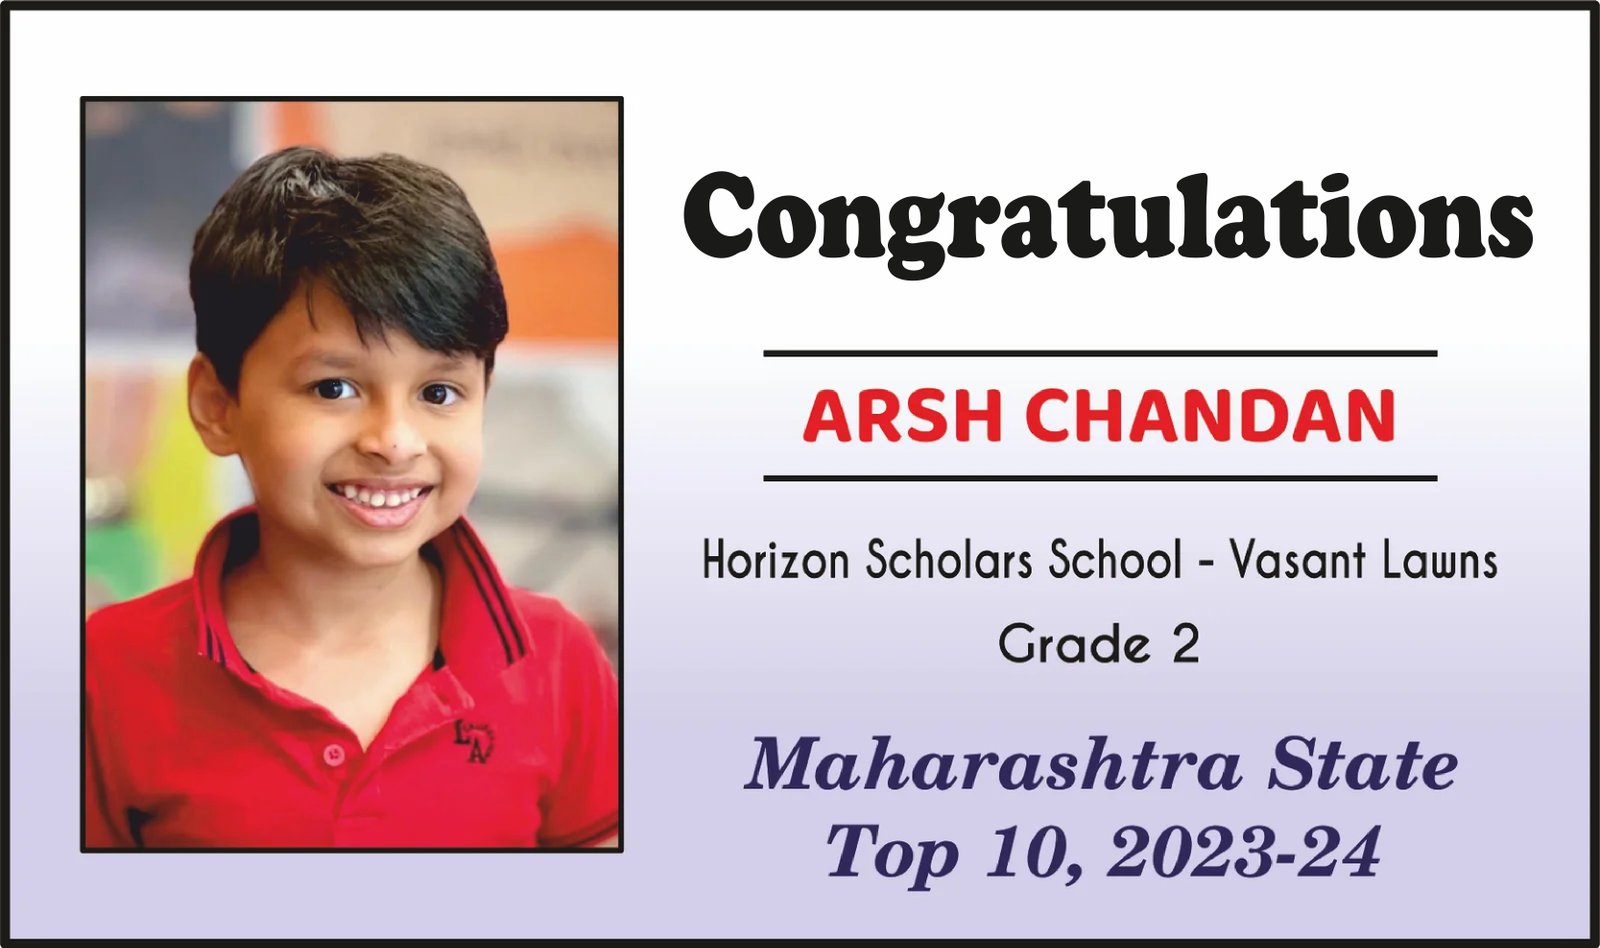 Congratulations
ARSH CHANDAN
Horizon Scholars School - Vasant Lawns
Grade 2
Maharashtra State
Top 10, 2023-24
L
A